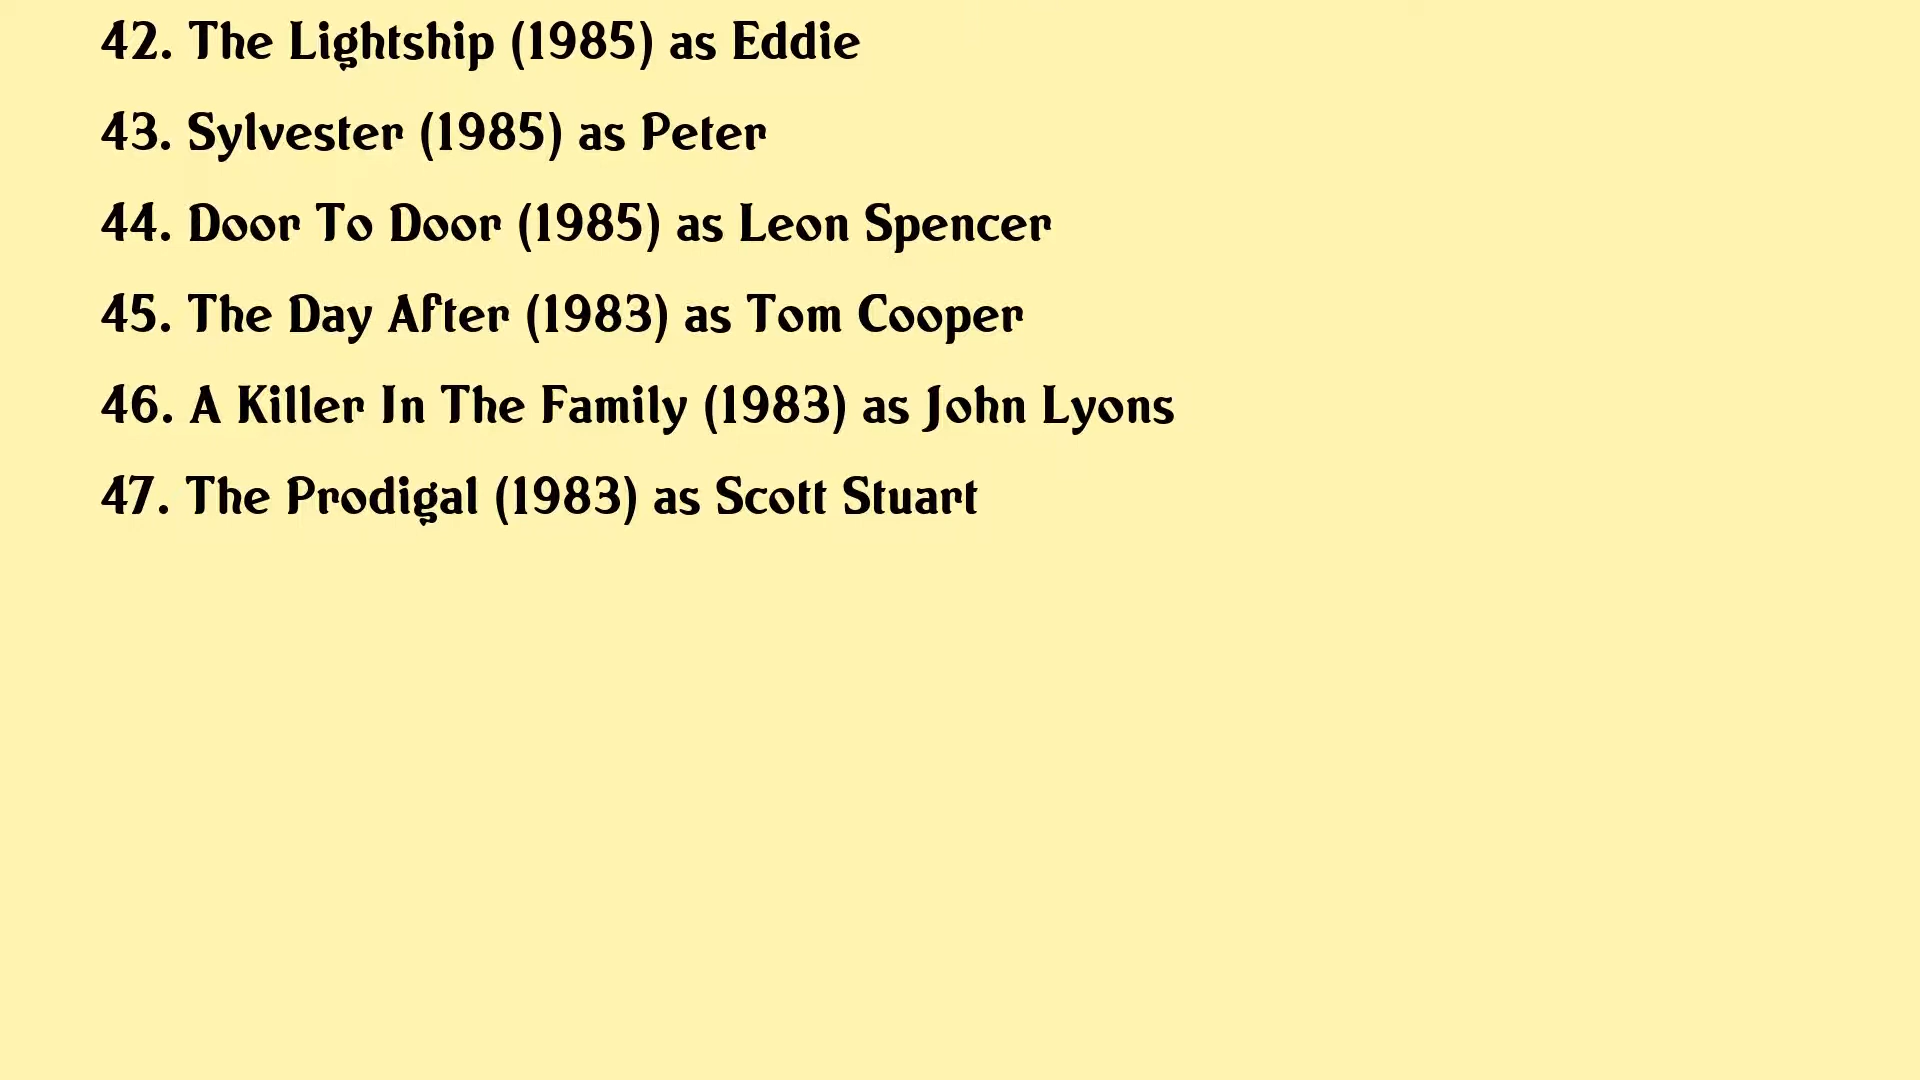 42. The Lightship (1985) as Eddie
43. Sylvester (1985) as Peter
44. Door To Door (1985) as Leon Spencer
45. The Day After (1983) as Tom Cooper
46. A Killer In The Family (1983) as John Lyons
47. The Prodigal (1983) as Scott Stuart